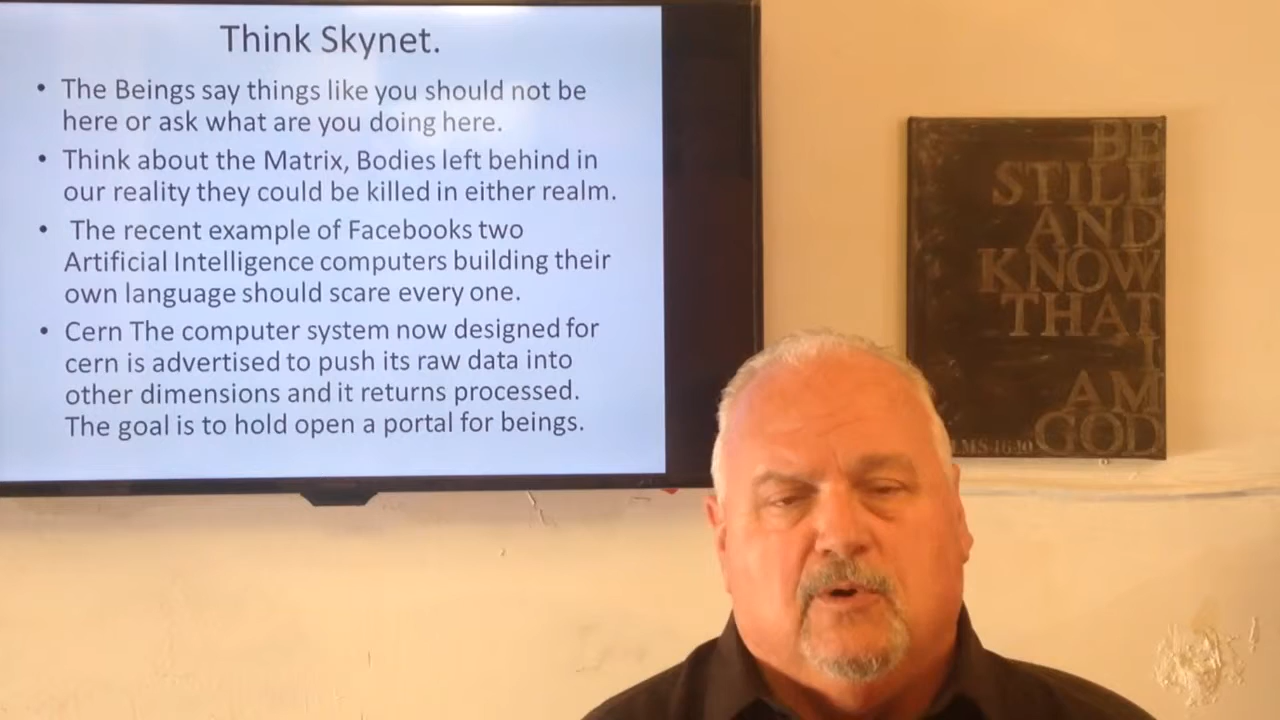 Think Skynet.
• The Beings say things like you should not be
here or ask what are you doing here.
• Think about the Matrix, Bodies left behind in
our reality they could be killed in either realm.
• The recent example of Facebooks two
Artificial Intelligence computers building their
own language should scare every one.
• Cern The computer system now designed for
cern is advertised to push its raw data into
other dimensions and it returns processed.
The goal is to hold open a portal for beings.
BE
STILL
AND
KNOW
THAT
I
AM
GOD